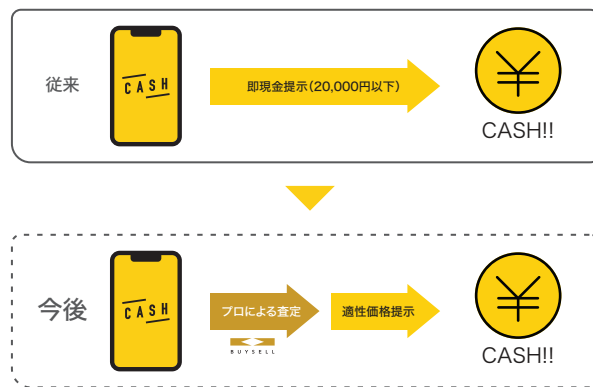 従来
CASH
即現金提示(20,000円以下)
¥
CASH!!
今後
CASH
プロによる査定
BUYSELL
適性価格提示
¥
CASH!!